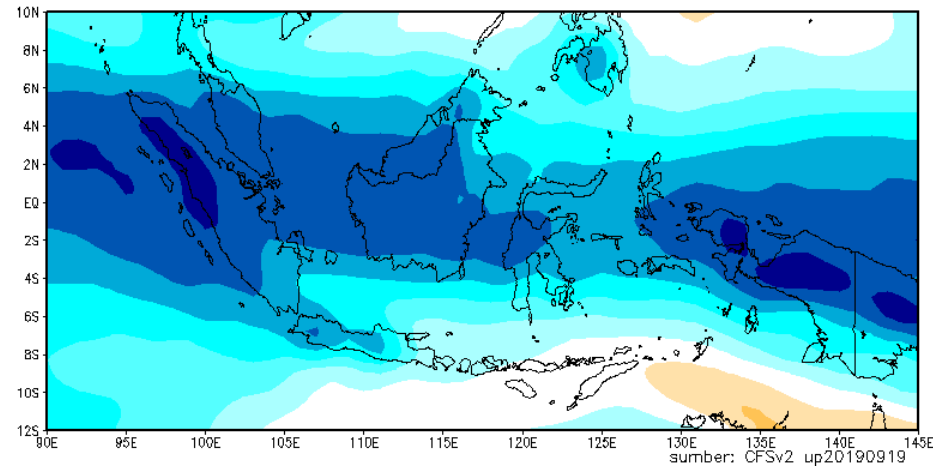 10N
8N
6N
4N
2N
EQ
2S
4S
6S
8S
10S
12S
90E 95E 100E 105E 110E 115E 120E 125E 130E 135E 140E 145E
sumber: CFSv2 up20190919